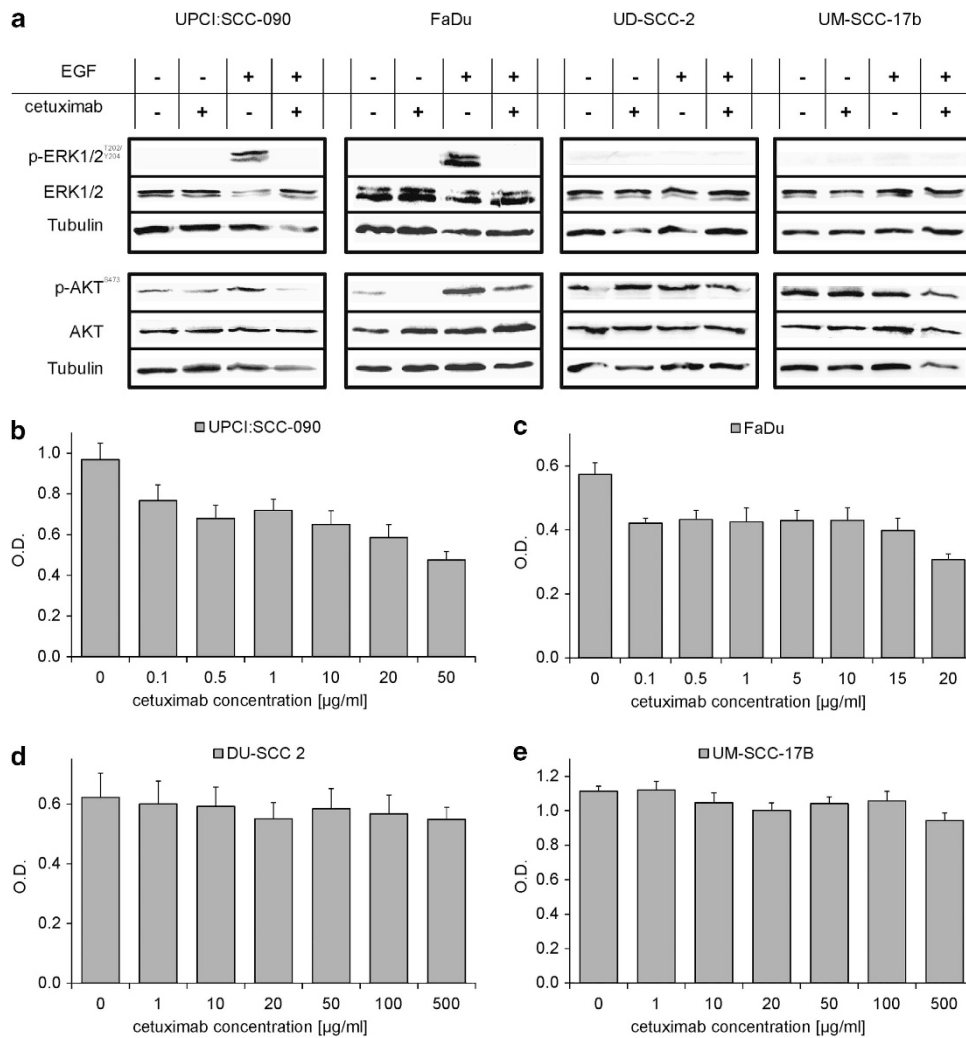 a
UPCI:SCC-090 FaDu UD-SCC-2 UM-SCC-17b
EGF - - + + - - + + - - + + - - + +
cetuximab - + - + - + - + - + - + - + - +
p-ERK1/2 T202/Y204
ERK1/2
Tubulin
p-AKT S473
AKT
Tubulin
b
UPCI:SCC-090
1.0
0.8
0.6
0.4
0.2
0.0
O.D.
0 0.1 0.5 1 10 20 50
cetuximab concentration [µg/ml]
c
FaDu
0.6
0.4
0.2
0.0
O.D.
0 0.1 0.5 1 5 10 15 20
cetuximab concentration [µg/ml]
d
DU-SCC 2
0.8
0.6
0.4
0.2
0.0
O.D.
0 1 10 20 50 100 500
cetuximab concentration [µg/ml]
e
UM-SCC-17B
1.2
1.0
0.8
0.6
0.4
0.2
0.0
O.D.
0 1 10 20 50 100 500
cetuximab concentration [µg/ml]